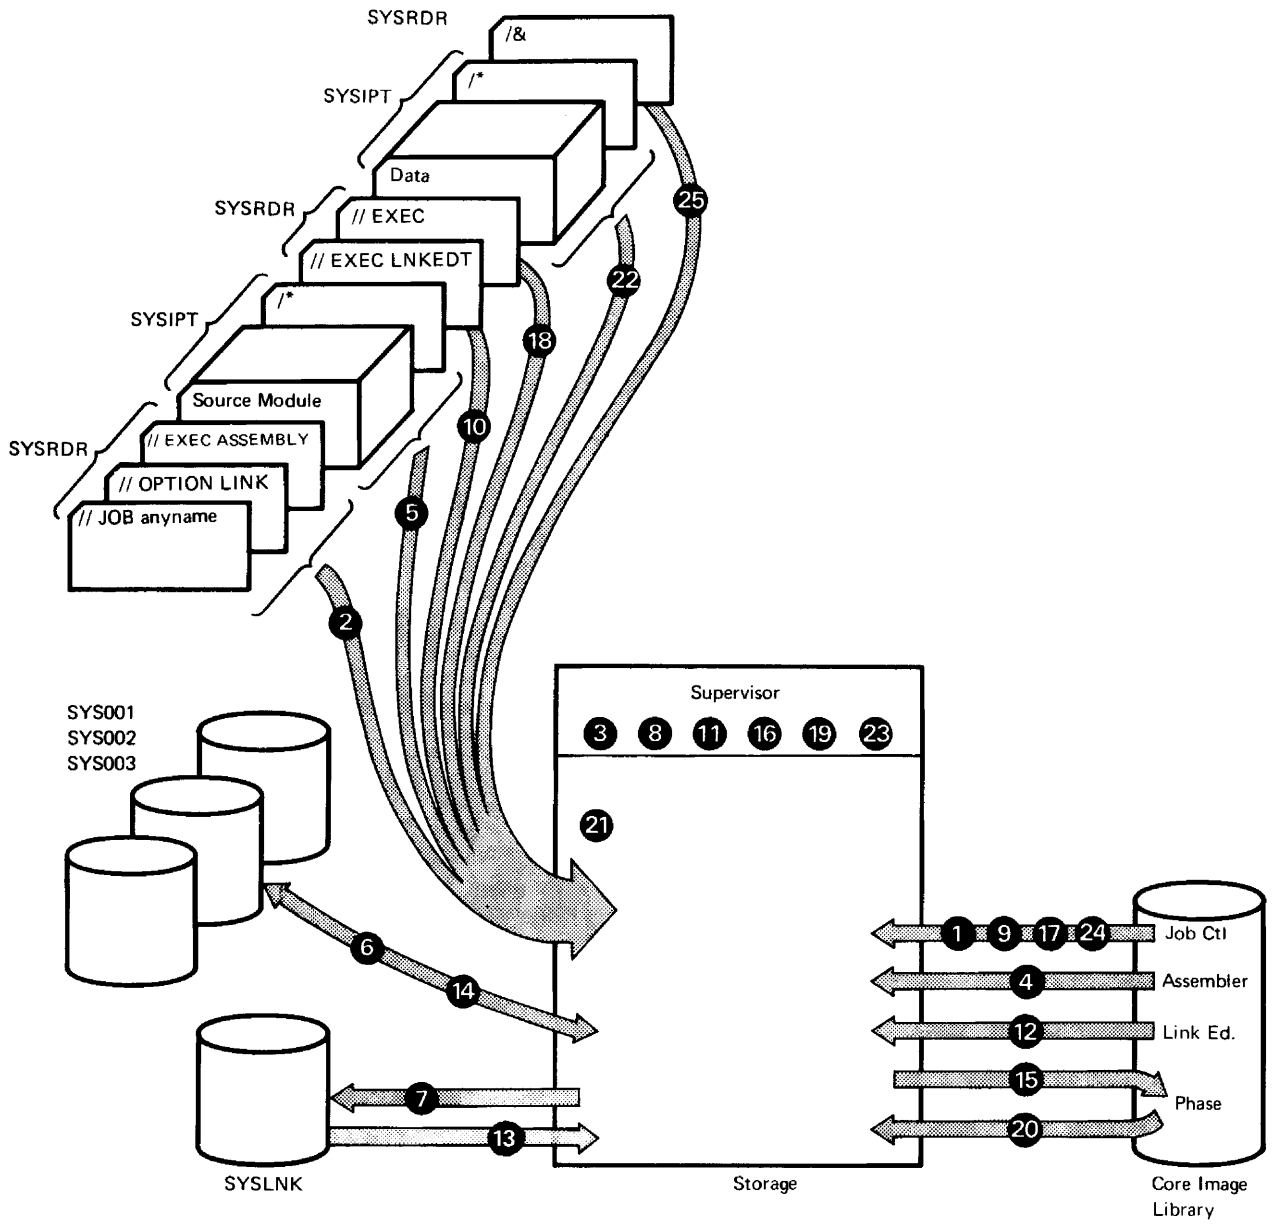 SYSRDR
/&
/*
SYSIPT
Data
SYSRDR
// EXEC
// EXEC LNKEDT
/*
SYSIPT
Source Module
SYSRDR
// EXEC ASSEMBLY
// OPTION LINK
// JOB anyname
25
22
18
10
5
2
SYS001
SYS002
SYS003
Supervisor
3 8 11 16 19 23
21
6
14
7
13
SYSLNK
Storage
1 9 17 24
Job Ctl
4
Assembler
12
Link Ed.
15
Phase
20
Core Image
Library